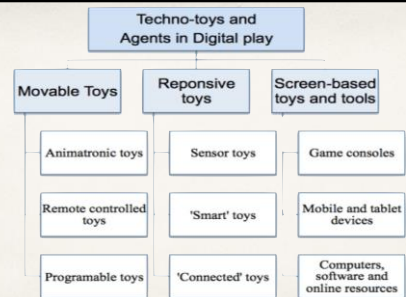 Techno-toys and
Agents in Digital play
Movable Toys
Reponsive
toys
Screen-based
toys and tools
Animatronic toys
Sensor toys
Game consoles
Remote controlled
toys
'Smart' toys
Mobile and tablet
devices
Programable toys
'Connected' toys
Computers,
software and
online resources